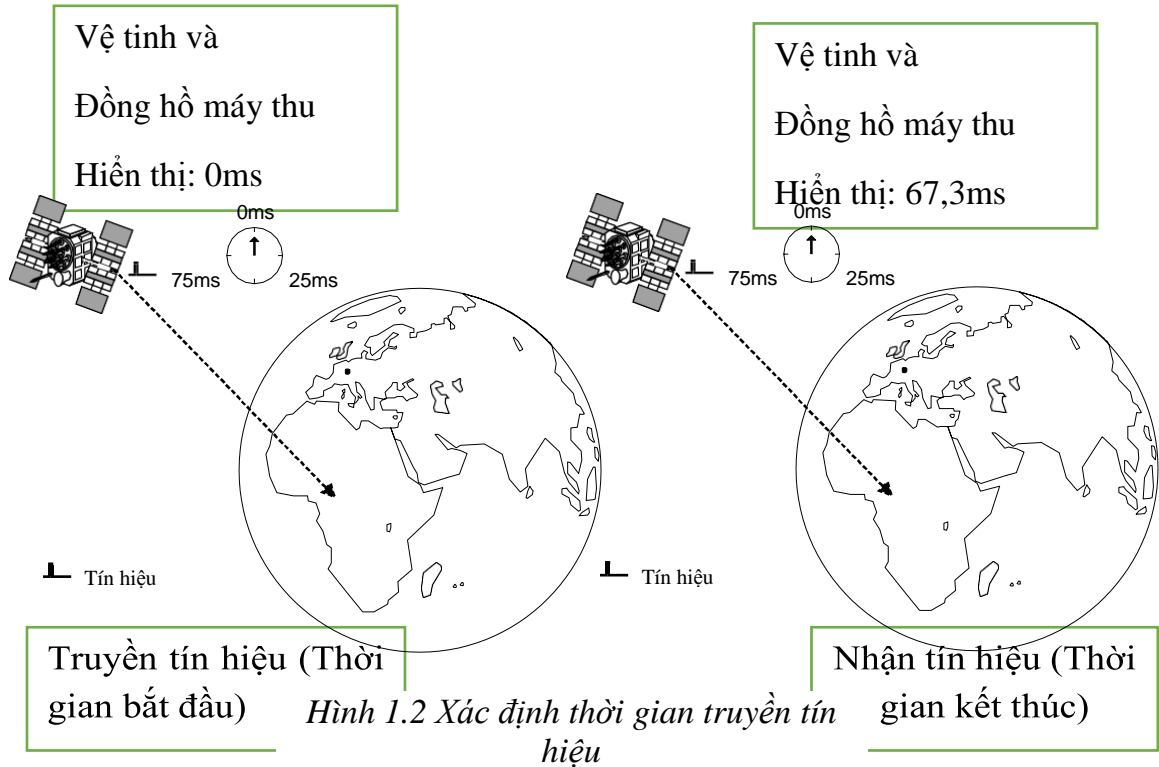 Vệ tinh và
Đồng hồ máy thu
Hiển thị: 0ms
0ms
75ms
25ms
Tín hiệu
Truyền tín hiệu (Thời
gian bắt đầu)
Vệ tinh và
Đồng hồ máy thu
Hiển thị: 67,3ms
0ms
75ms
25ms
Tín hiệu
Nhận tín hiệu (Thời
gian kết thúc)
Hình 1.2 Xác định thời gian truyền tín
hiệu